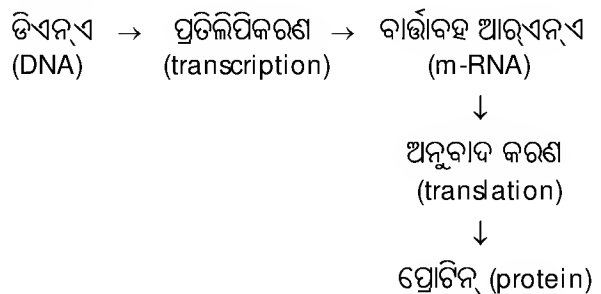 ଡିଏନ୍ଏ → ପ୍ରତିଲିପିକରଣ → ବାର୍ତ୍ତାବହ ଆର୍ଏନ୍ଏ
(DNA) (transcription) (m-RNA)
↓
ଅନୁବାଦ କରଣ
(translation)
↓
ପ୍ରୋଟିନ୍ (protein)